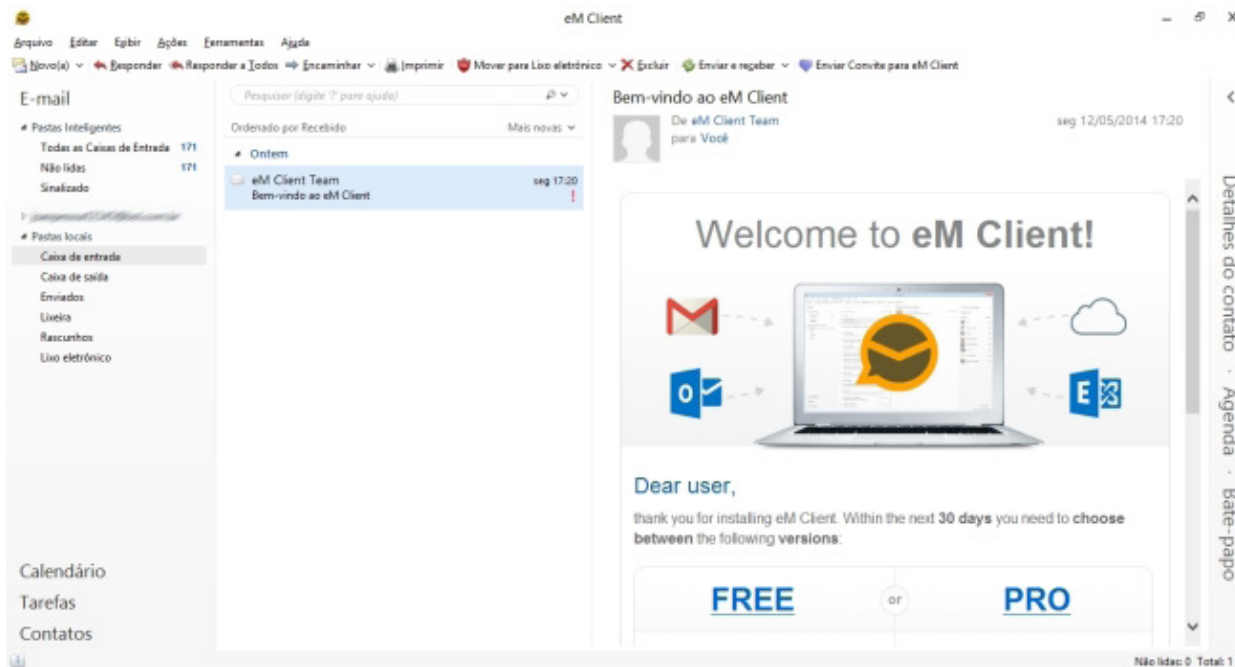 eM Client
Arquivo Editar Egibir Ações Ferramentas Ajuda
Novo(a) Responder Responder a Todos Encaminhar Imprimir Mover para Lixo eletrónico Excluir Enviar e regeber Enviar Convite para eM Client
E-mail
Pastas Inteligentes
Todas as Caixas de Entrada 171
Não lidas 171
Sinalizado
Pastas locais
Caixa de entrada
Caixa de saída
Enviados
Lixeira
Rascunhos
Lixo eletrónico
Calendário
Tarefas
Contatos
Pesquisar (digite '?' para ajuda)
Ordenado por Recebido Mais novas
Ontem
eM Client Team seg 17:20
Bem-vindo ao eM Client !
Bem-vindo ao eM Client
De eM Client Team seg 12/05/2014 17:20
para Você
Welcome to eM Client!
Dear user,
thank you for installing eM Client. Within the next 30 days you need to choose
between the following versions:
FREE or PRO
Detalhes do contato · Agenda · Bate-papo
Não lidas: 0 Total: 1